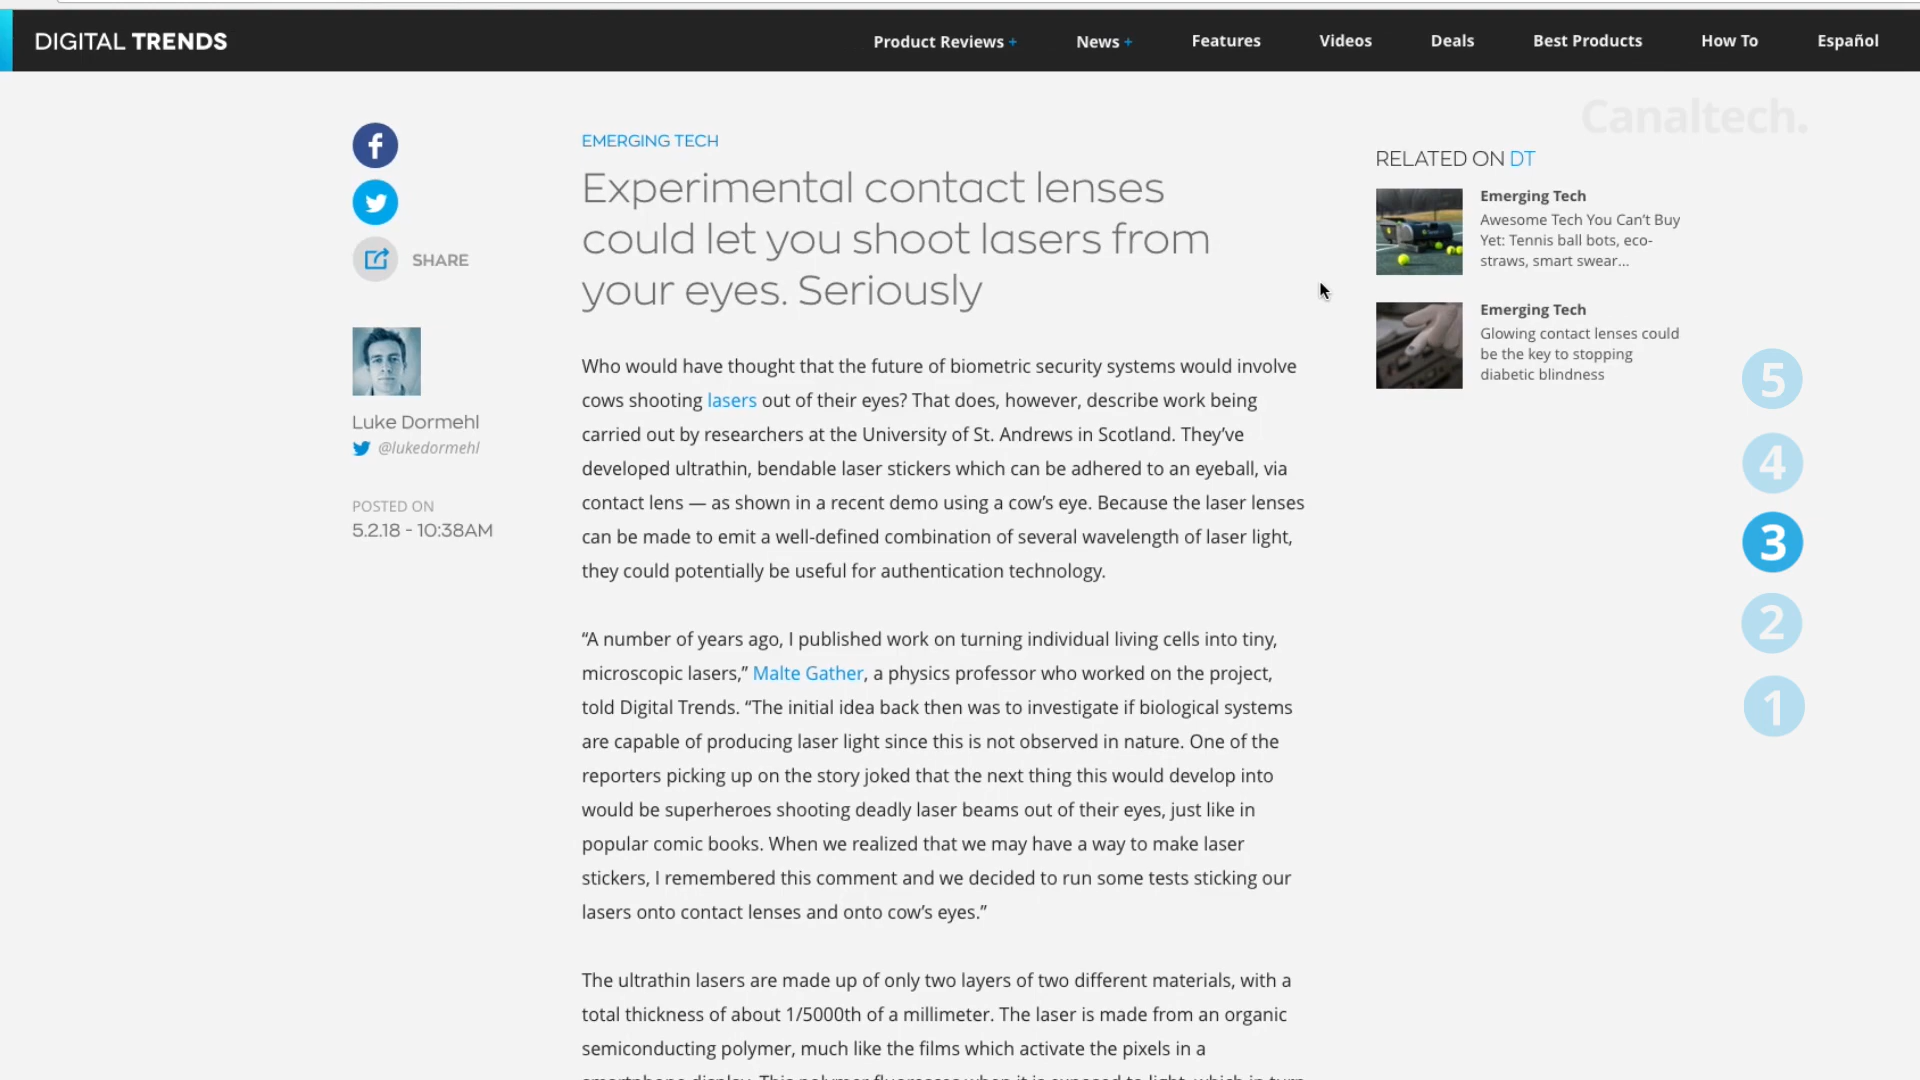 DIGITAL TRENDS
Product Reviews +
News +
Features
Videos
Deals
Best Products
How To
Español
Canaltech.
SHARE
Luke Dormehl
@lukedormehl
POSTED ON
5.2.18 - 10:38AM
EMERGING TECH
Experimental contact lenses
could let you shoot lasers from
your eyes. Seriously
Who would have thought that the future of biometric security systems would involve
cows shooting lasers out of their eyes? That does, however, describe work being
carried out by researchers at the University of St. Andrews in Scotland. They’ve
developed ultrathin, bendable laser stickers which can be adhered to an eyeball, via
contact lens — as shown in a recent demo using a cow’s eye. Because the laser lenses
can be made to emit a well-defined combination of several wavelength of laser light,
they could potentially be useful for authentication technology.
“A number of years ago, I published work on turning individual living cells into tiny,
microscopic lasers,” Malte Gather, a physics professor who worked on the project,
told Digital Trends. “The initial idea back then was to investigate if biological systems
are capable of producing laser light since this is not observed in nature. One of the
reporters picking up on the story joked that the next thing this would develop into
would be superheroes shooting deadly laser beams out of their eyes, just like in
popular comic books. When we realized that we may have a way to make laser
stickers, I remembered this comment and we decided to run some tests sticking our
lasers onto contact lenses and onto cow’s eyes.”
The ultrathin lasers are made up of only two layers of two different materials, with a
total thickness of about 1/5000th of a millimeter. The laser is made from an organic
semiconducting polymer, much like the films which activate the pixels in a
smartphone display. This polymer fluoresces when it is exposed to light, which in turn
RELATED ON DT
Emerging Tech
Awesome Tech You Can’t Buy
Yet: Tennis ball bots, eco-
straws, smart swear...
Emerging Tech
Glowing contact lenses could
be the key to stopping
diabetic blindness
5
4
3
2
1